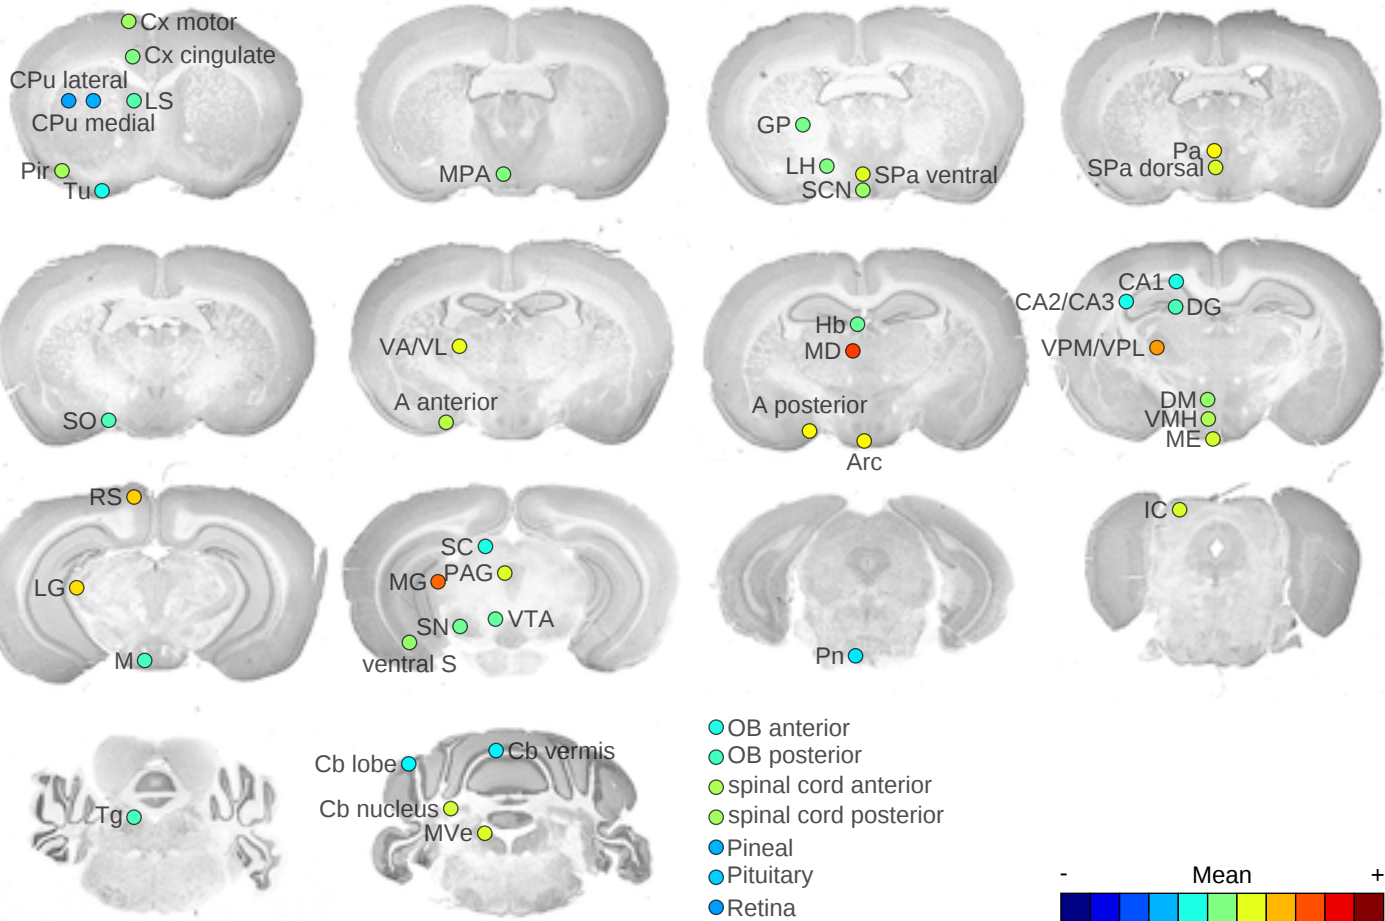 Cx motor
Cx cingulate
CPu lateral
LS
CPu medial
Pir
Tu
MPA
GP
LH
SPa ventral
SCN
Pa
SPa dorsal
SO
VA/VL
A anterior
Hb
MD
A posterior
Arc
CA1
CA2/CA3
DG
VPM/VPL
DM
VMH
ME
RS
LG
M
SC
MG
PAG
SN
VTA
ventral S
Pn
IC
Tg
Cb lobe
Cb vermis
Cb nucleus
MVe
OB anterior
OB posterior
spinal cord anterior
spinal cord posterior
Pineal
Pituitary
Retina
- Mean +